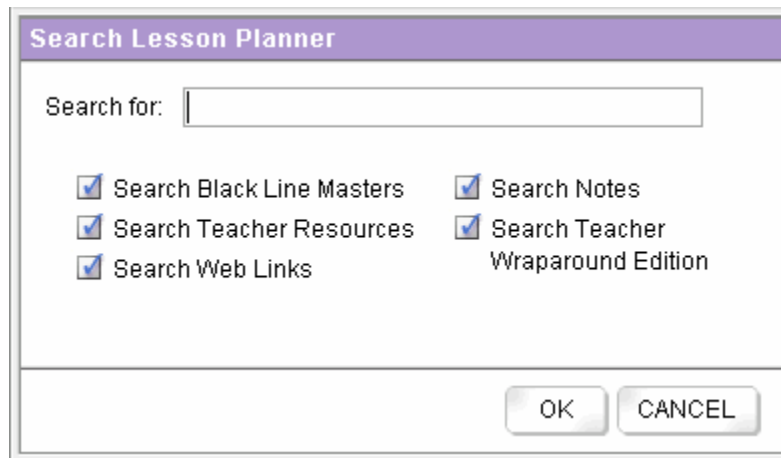 Search Lesson Planner
Search for:
Search Black Line Masters
Search Teacher Resources
Search Web Links
Search Notes
Search Teacher
Wraparound Edition
OK
CANCEL